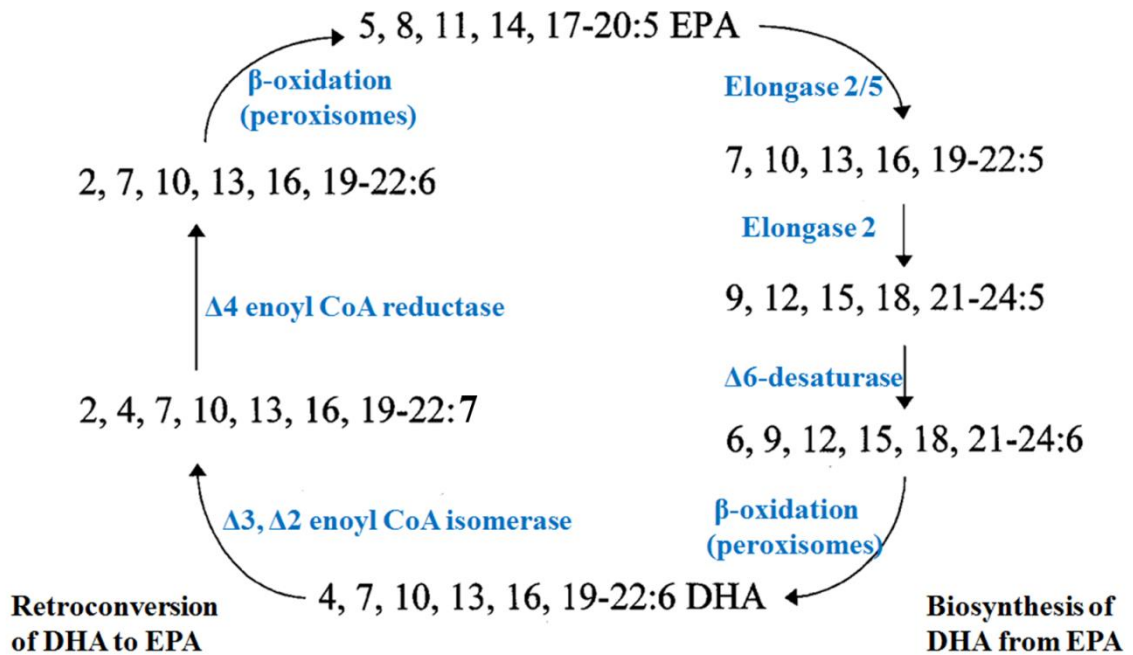 5, 8, 11, 14, 17-20:5 EPA
β-oxidation
(peroxisomes)
Elongase 2/5
7, 10, 13, 16, 19-22:5
2, 7, 10, 13, 16, 19-22:6
Elongase 2
9, 12, 15, 18, 21-24:5
Δ4 enoyl CoA reductase
Δ6-desaturase
2, 4, 7, 10, 13, 16, 19-22:7
6, 9, 12, 15, 18, 21-24:6
Δ3, Δ2 enoyl CoA isomerase
β-oxidation
(peroxisomes)
4, 7, 10, 13, 16, 19-22:6 DHA
Retroconversion
of DHA to EPA
Biosynthesis of
DHA from EPA